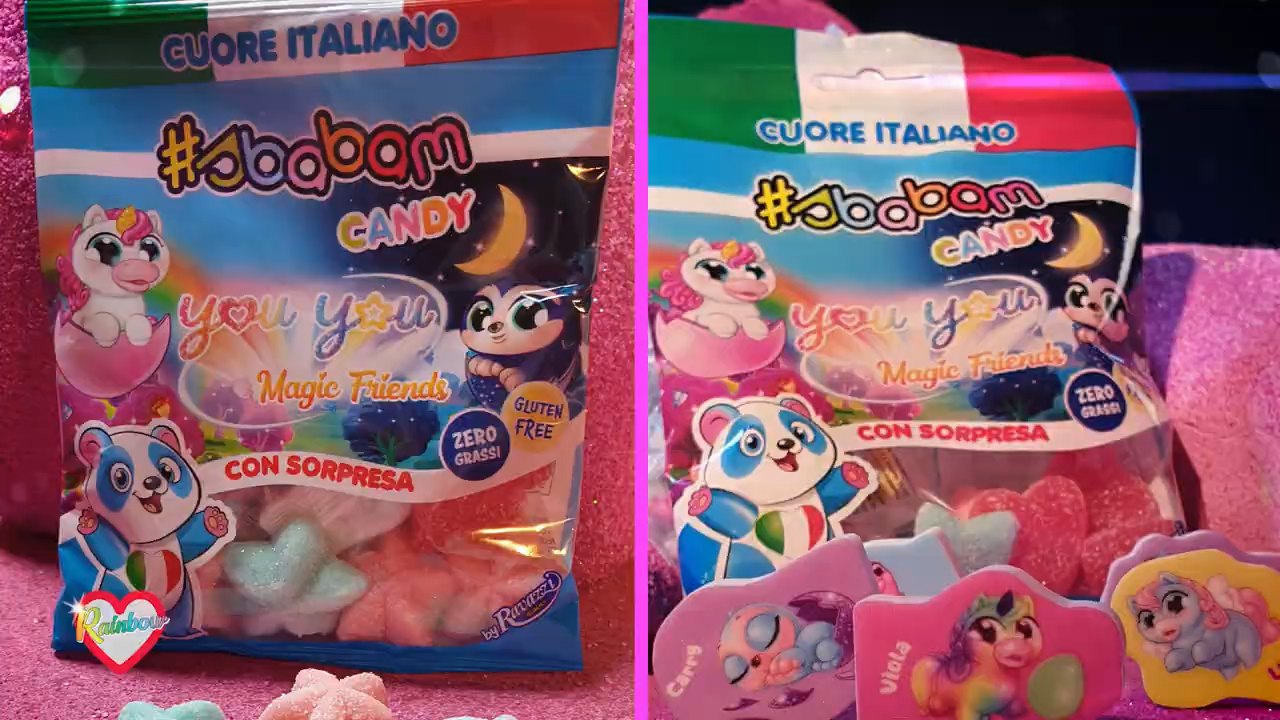 CUORE ITALIANO
#sbabam
CANDY
you you
Magic Friends
GLUTEN
FREE
ZERO
GRASSI
CON SORPRESA
by Ravazzi
Rainbow
CUORE ITALIANO
#sbabam
CANDY
you you
Magic Friends
ZERO
GRASSI
CON SORPRESA
Carry
Viola